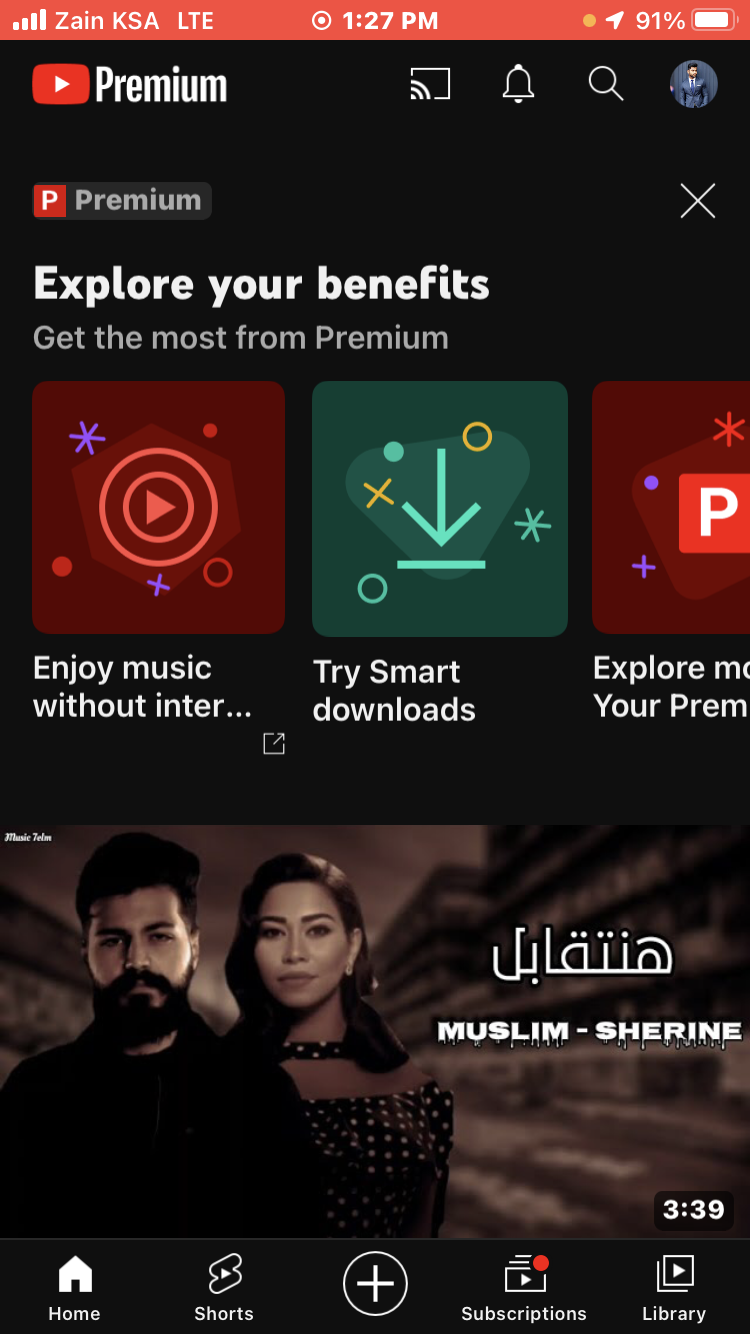 Zain KSA LTE 1:27 PM 91%
Premium
P Premium
Explore your benefits
Get the most from Premium
P
Enjoy music
without inter...
Try Smart
downloads
Explore mo
Your Prem
Music 7elm
هنتقابل
MUSLIM - SHERINE
3:39
Home Shorts Subscriptions Library